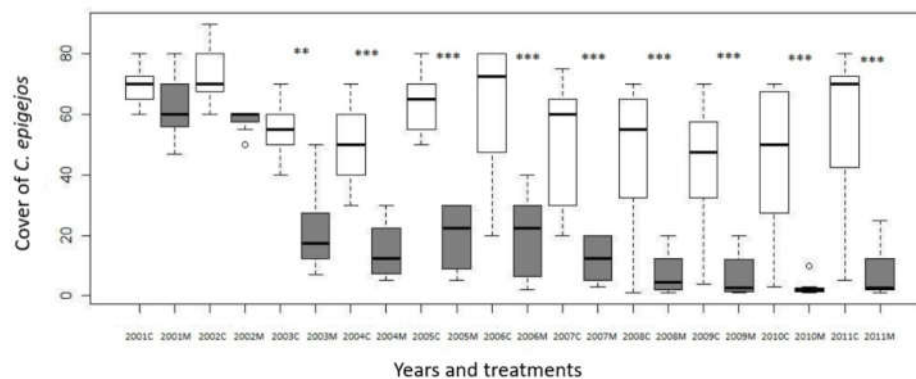 ** *** *** *** *** *** *** *** ***
80
60
40
20
0
Cover of C. epigejos
2001C 2001M 2002C 2002M 2003C 2003M 2004C 2004M 2005C 2005M 2006C 2006M 2007C 2007M 2008C 2008M 2009C 2009M 2010C 2010M 2011C 2011M
Years and treatments